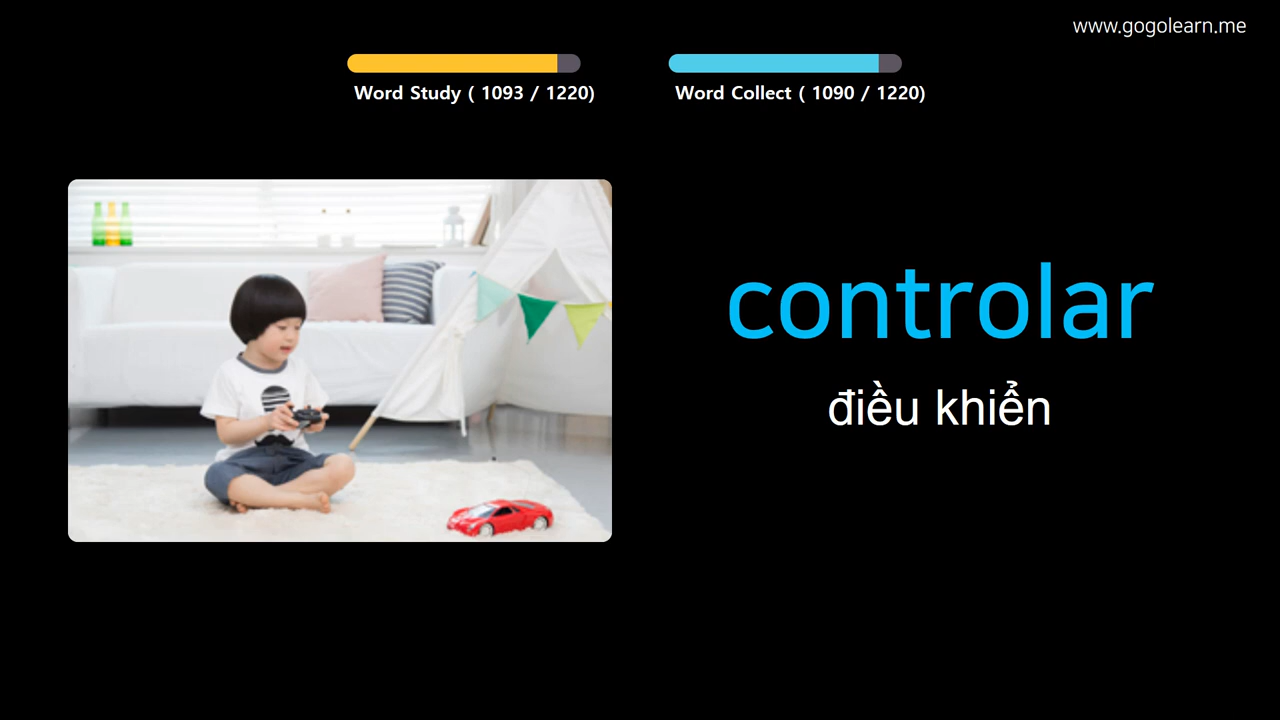 www.gogolearn.me
Word Study ( 1093 / 1220)
Word Collect ( 1090 / 1220)
controlar
điều khiển